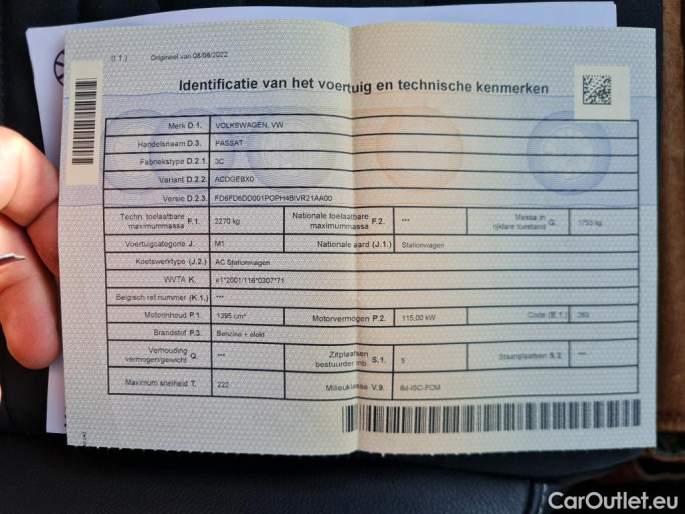 (I 1.) Origineel van 08/06/2022
Identificatie van het voertuig en technische kenmerken
Merk D.1. VOLKSWAGEN, VW
Handelsnaam D.3. PASSAT
Fabriekstype D.2.1. 3C
Variant D.2.2. ACDGEBX0
Versie D.2.3. FD6FD6DD001PGPH4BIVR21AA00
Techn. toelaatbare maximummassa F.1. 2270 kg Nationale toelaatbare maximummassa F.2. *** Massa in rijklare toestand G. 1753 kg
Voertuigcategorie J. M1 Nationale aard (J.1.) Stationwagen
Koetswerktype (J.2.) AC Stationwagen
WVTA K. e1*2001/116*0307*71
Belgisch ref.nummer (K.1.) ***
Motorinhoud P.1. 1395 cm³ Motorvermogen P.2. 115,00 kW Code
Brandstof P.3. Benzine + elekt
Verhouding vermogen/gewicht Q. *** Zitplaatsen bestuurder inb. S.1. 5 Staanplaatsen S.2. ***
Maximum snelheid T. 222 Milieuklasse V.9. 6d-ISC-FCM
CarOutlet.eu